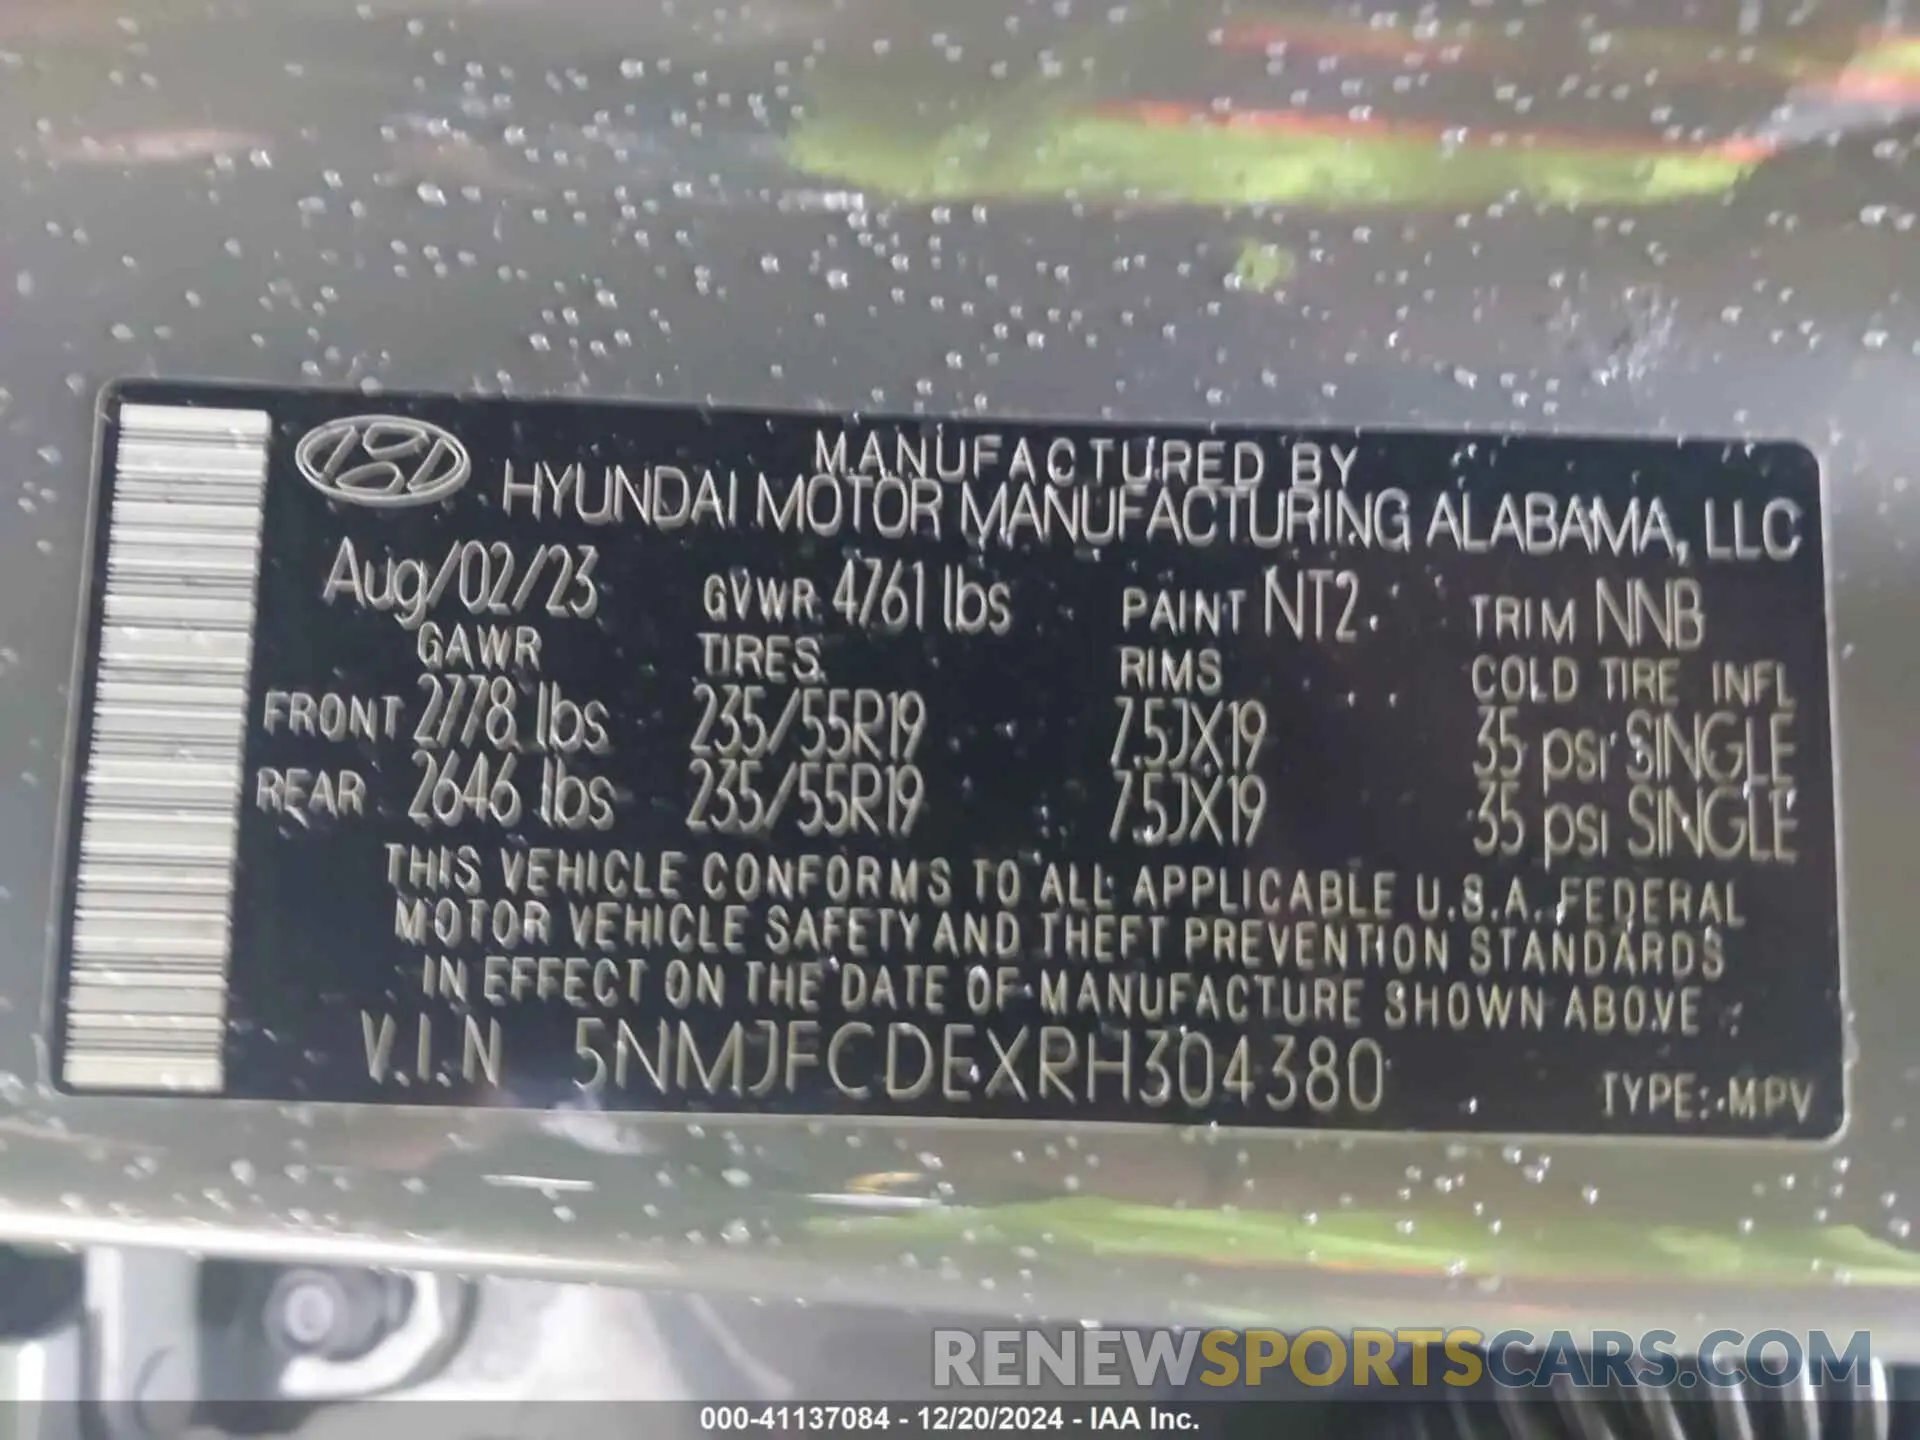 MANUFACTURED BY
HYUNDAI MOTOR MANUFACTURING ALABAMA, LLC
Aug/02/23 GVWR 4761 lbs PAINT NT2 TRIM NNB
GAWR TIRES RIMS COLD TIRE INFL
FRONT 2778 lbs 235/55R19 7.5JX19 35 psi SINGLE
REAR 2646 lbs 235/55R19 7.5JX19 35 psi SINGLE
THIS VEHICLE CONFORMS TO ALL APPLICABLE U.S.A. FEDERAL
MOTOR VEHICLE SAFETY AND THEFT PREVENTION STANDARDS
IN EFFECT ON THE DATE OF MANUFACTURE SHOWN ABOVE
V.I.N 5NMJFCDEXRH304380 TYPE: MPV
RENEWSPORTSCARS.COM
000-41137084 - 12/20/2024 - IAA Inc.